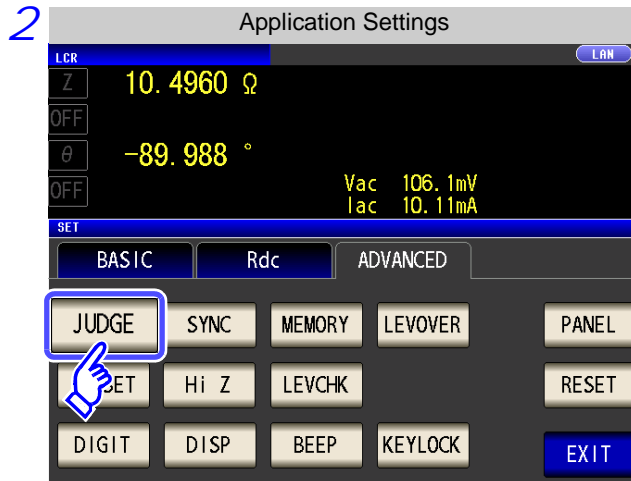 2 Application Settings
LCR LAN
Z 10.4960 Ω
OFF
θ -89.988 °
OFF Vac 106.1mV
Iac 10.11mA
SET
BASIC Rdc ADVANCED
JUDGE SYNC MEMORY LEVOVER PANEL
SET Hi Z LEVCHK RESET
DIGIT DISP BEEP KEYLOCK EXIT